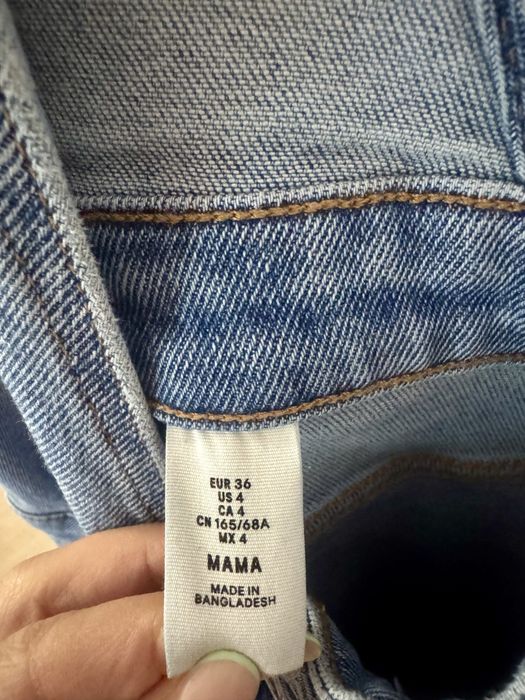 EUR 36
US 4
CA 4
CN 165/68A
MX 4
MAMA
MADE IN
BANGLADESH